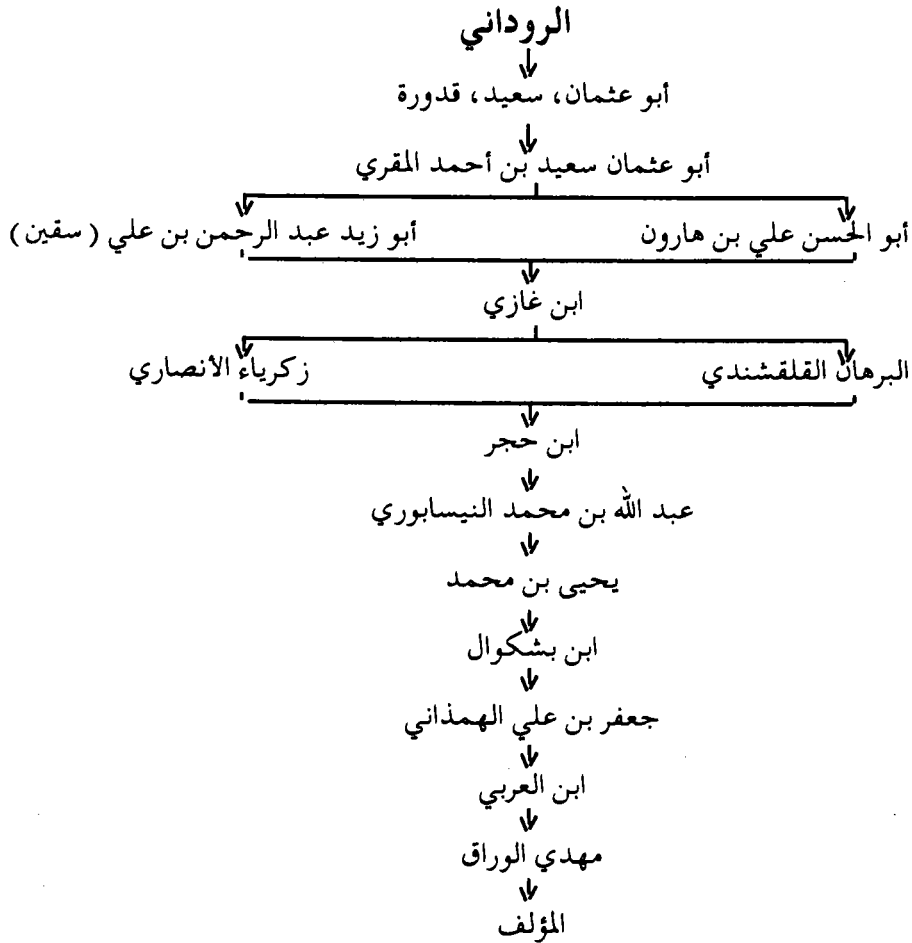 الروداني
أبو عثمان، سعيد، قدورة
أبو عثمان سعيد بن أحمد المقري
أبو الحسن علي بن هارون أبو زيد عبد الرحمن بن علي (سقين)
ابن غازي
البرهان القلقشندي زكرياء الأنصاري
ابن حجر
عبد الله بن محمد النيسابوري
يحيى بن محمد
ابن بشكوال
جعفر بن علي الهمذاني
ابن العربي
مهدي الوراق
المؤلف